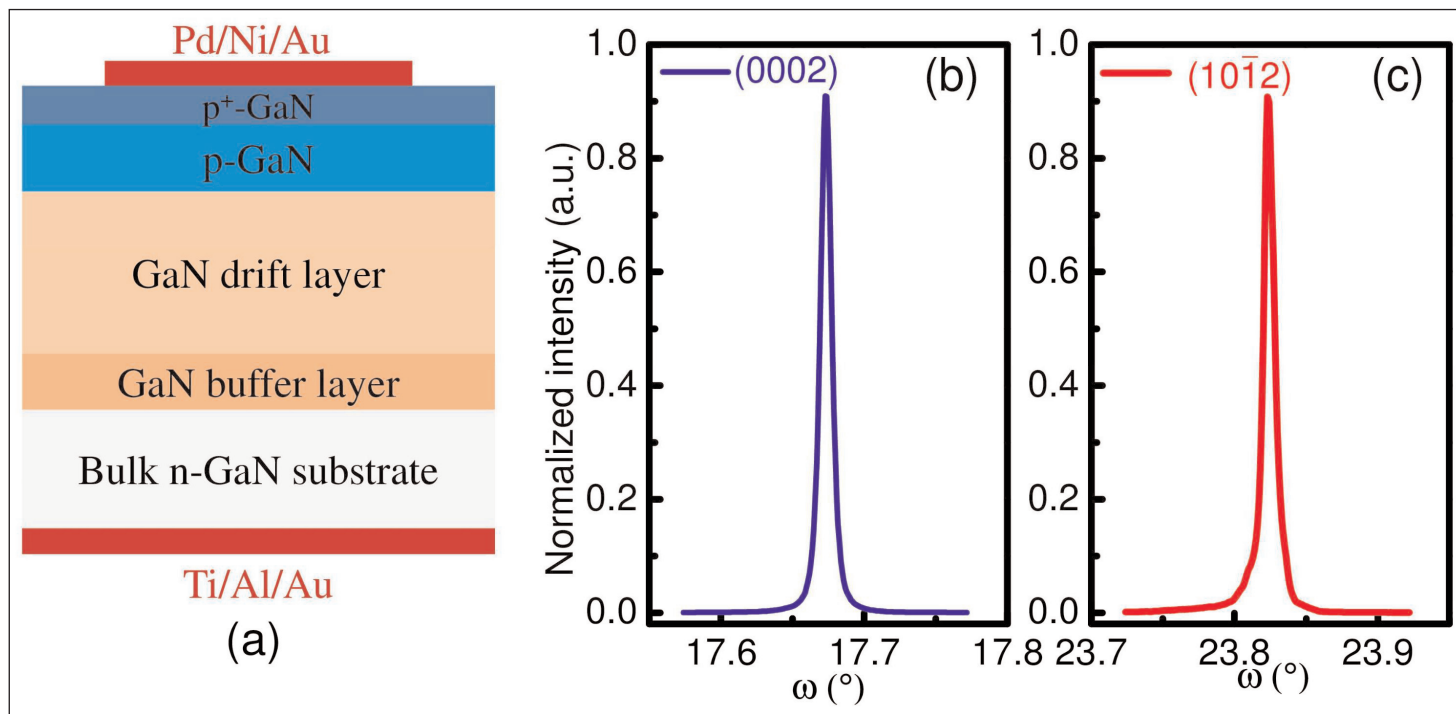 Pd/Ni/Au
p⁺-GaN
p-GaN
GaN drift layer
GaN buffer layer
Bulk n-GaN substrate
Ti/Al/Au
(a)
Normalized intensity (a.u.)
1.0
0.8
0.6
0.4
0.2
0.0
(0002)
(b)
17.6
17.7
17.8
ω (°)
1.0
0.8
0.6
0.4
0.2
0.0
(101̄2)
(c)
23.7
23.8
23.9
ω (°)